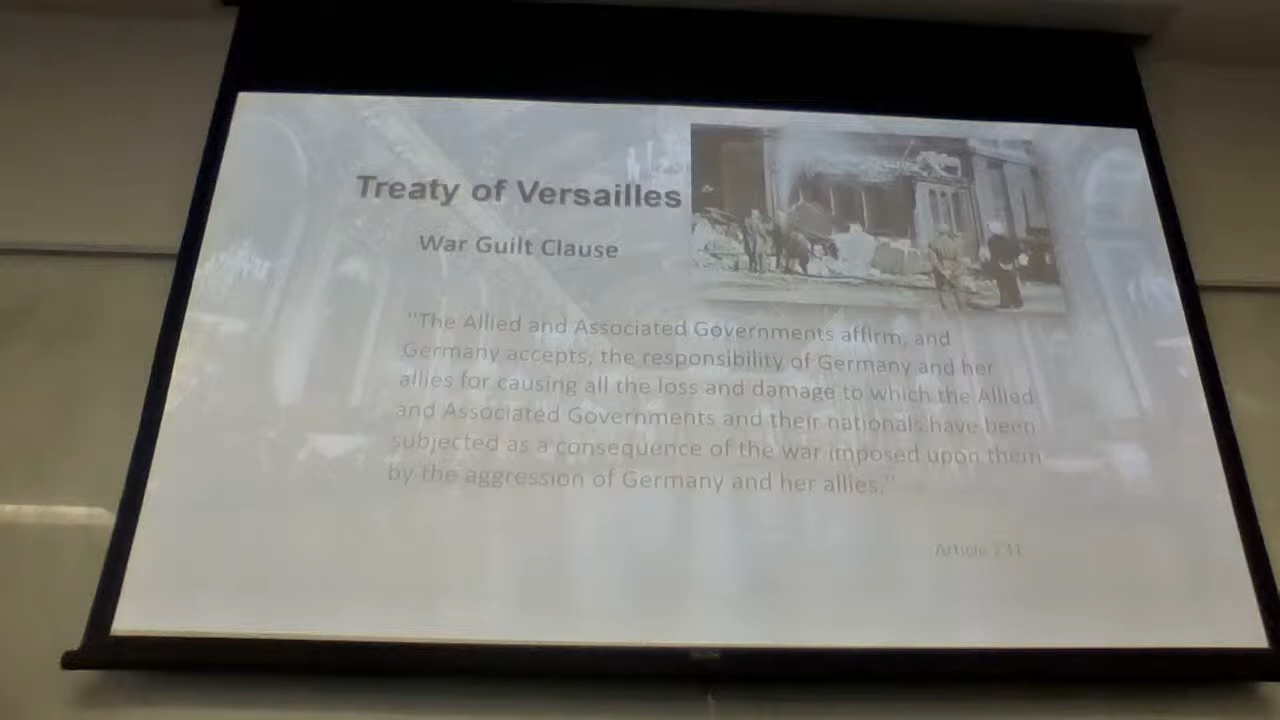 Treaty of Versailles
War Guilt Clause
"The Allied and Associated Governments affirm, and
Germany accepts, the responsibility of Germany and her
allies for causing all the loss and damage to which the Allied
and Associated Governments and their nationals have been
subjected as a consequence of the war imposed upon them
by the aggression of Germany and her allies."
Article 231